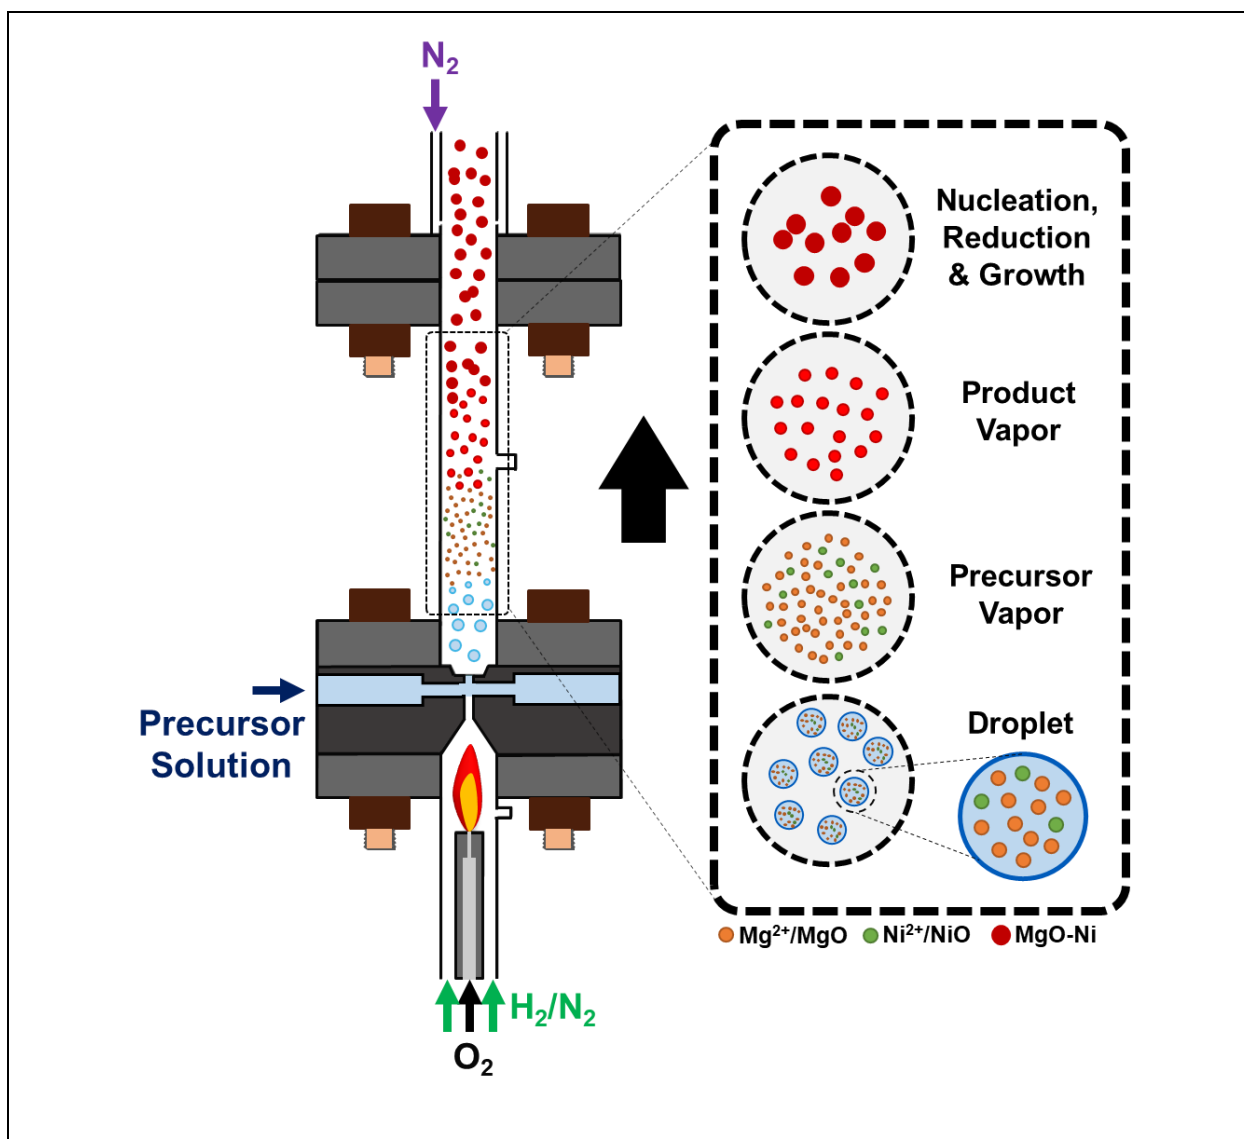 N₂
Nucleation,
Reduction
& Growth
Product
Vapor
Precursor
Vapor
Precursor
Solution
Droplet
Mg²⁺/MgO Ni²⁺/NiO MgO-Ni
H₂/N₂
O₂